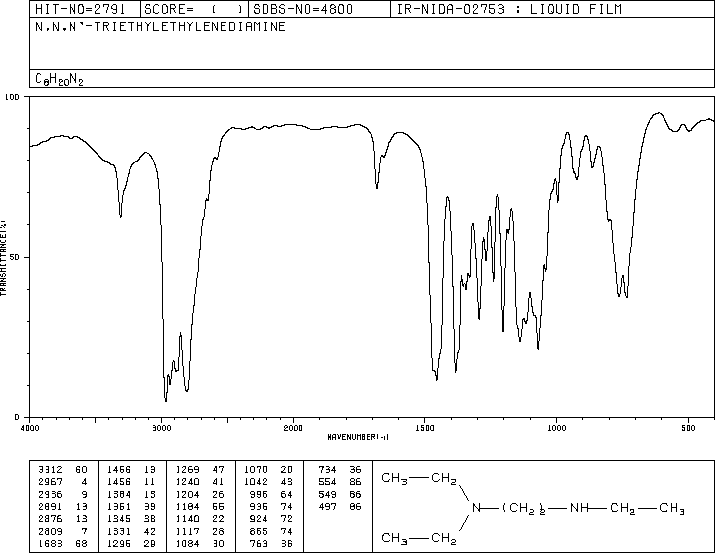 HIT-NO=2791 SCORE= ( ) SDBS-NO=4800 IR-NIDA-02753 : LIQUID FILM
N,N,N'-TRIETHYLETHYLENEDIAMINE
C8H20N2
100
50
0
TRANSMITTANCE(%)
4000 3000 2000 1500 1000 500
WAVENUMBER(-1)
3312 60 1466 13 1269 47 1070 20 734 36
2967 4 1456 11 1240 41 1042 43 554 86
2936 9 1384 13 1204 26 996 64 549 86
2891 13 1361 39 1184 55 936 74 497 86
2876 13 1345 38 1140 22 924 72
2809 7 1331 42 1117 28 865 74
1683 68 1295 29 1084 30 763 36
CH3 CH2
N (CH2)2 NH CH2 CH3
CH3 CH2